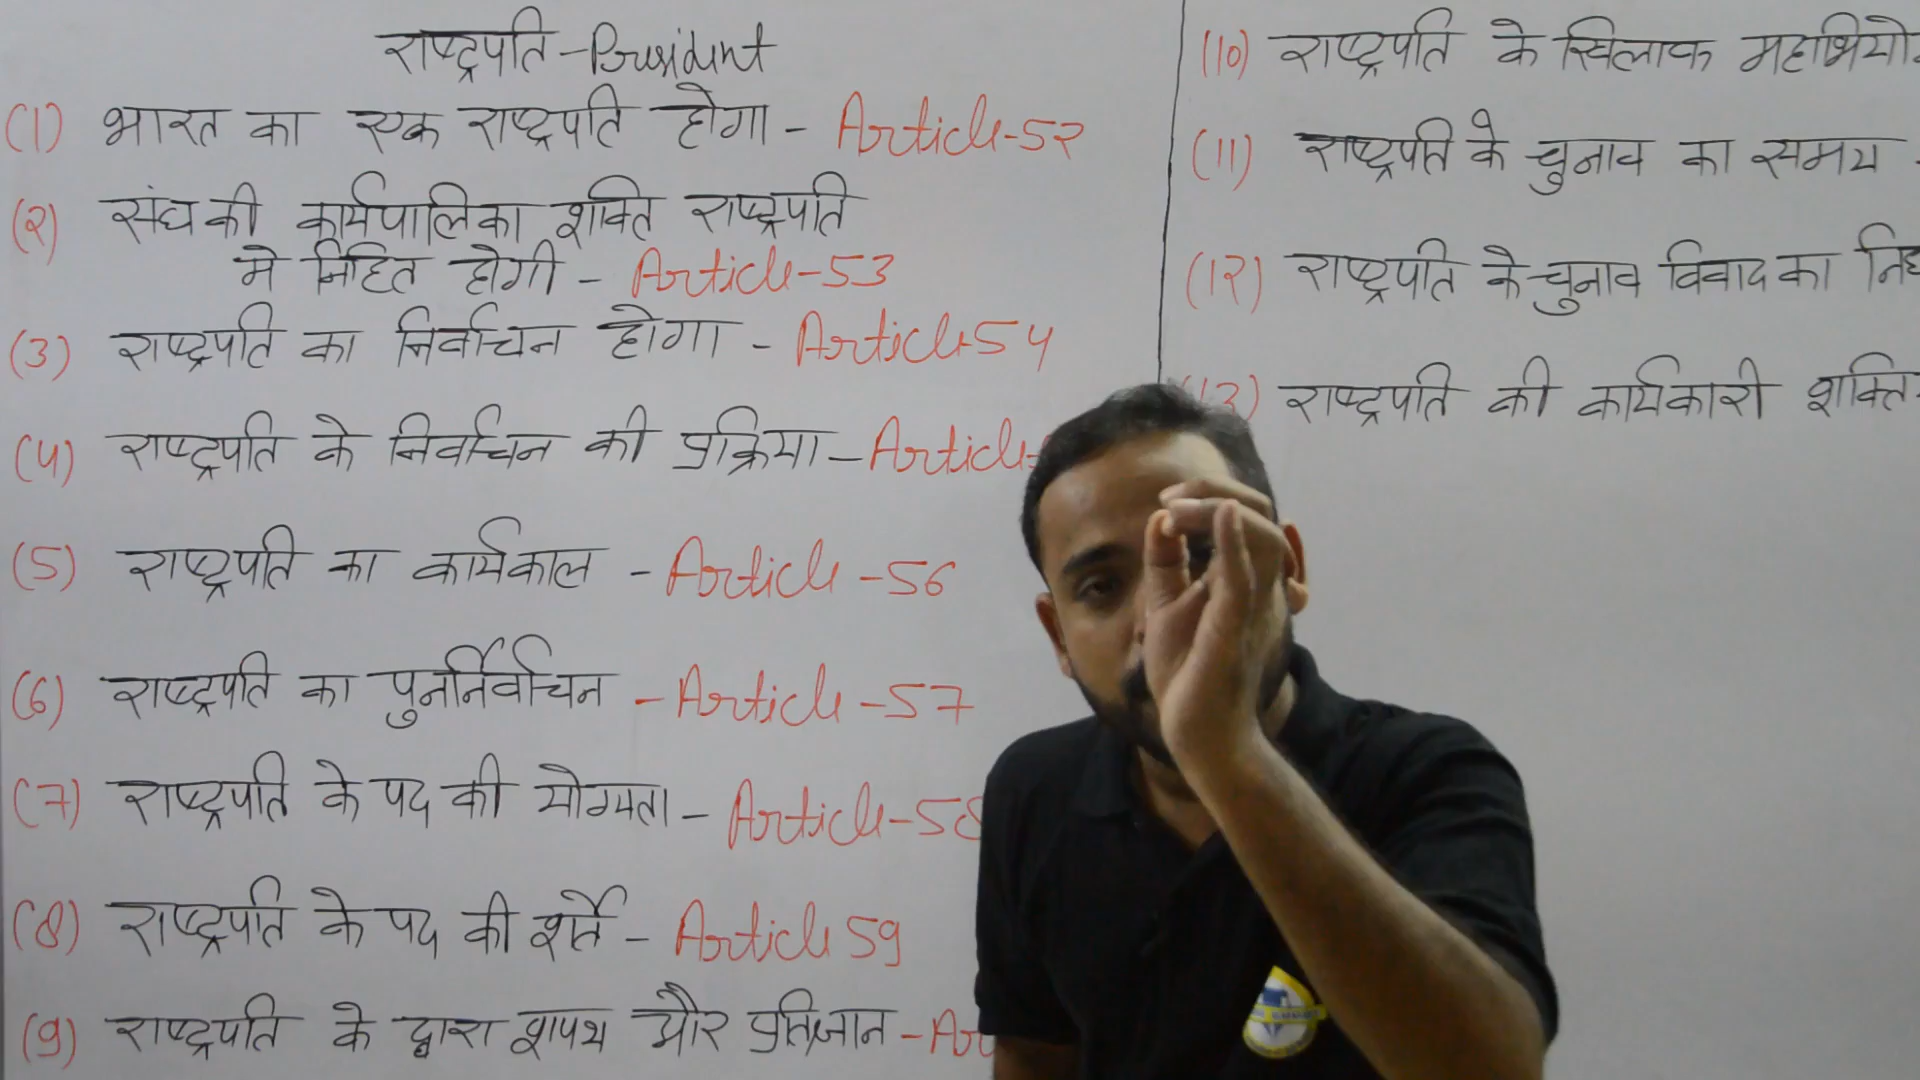 राष्ट्रपति - President
(1) भारत का एक राष्ट्रपति होगा - Article-52
(2) संघ की कार्यपालिका शक्ति राष्ट्रपति
मे निहित होगी - Article-53
(3) राष्ट्रपति का निर्वाचन होगा - Article-54
(4) राष्ट्रपति के निर्वाचन की प्रक्रिया - Article-
(5) राष्ट्रपति का कार्यकाल - Article-56
(6) राष्ट्रपति का पुनर्निर्वाचन - Article-57
(7) राष्ट्रपति के पद की योग्यता - Article-58
(8) राष्ट्रपति के पद की शर्ते - Article 59
(9) राष्ट्रपति के द्वारा शपथ और प्रतिज्ञान -
(10) राष्ट्रपति के खिलाफ
(11) राष्ट्रपति के चुनाव का समय -
(12) राष्ट्रपति के चुनाव विवाद का
(13) राष्ट्रपति की कार्यकारी शक्ति-